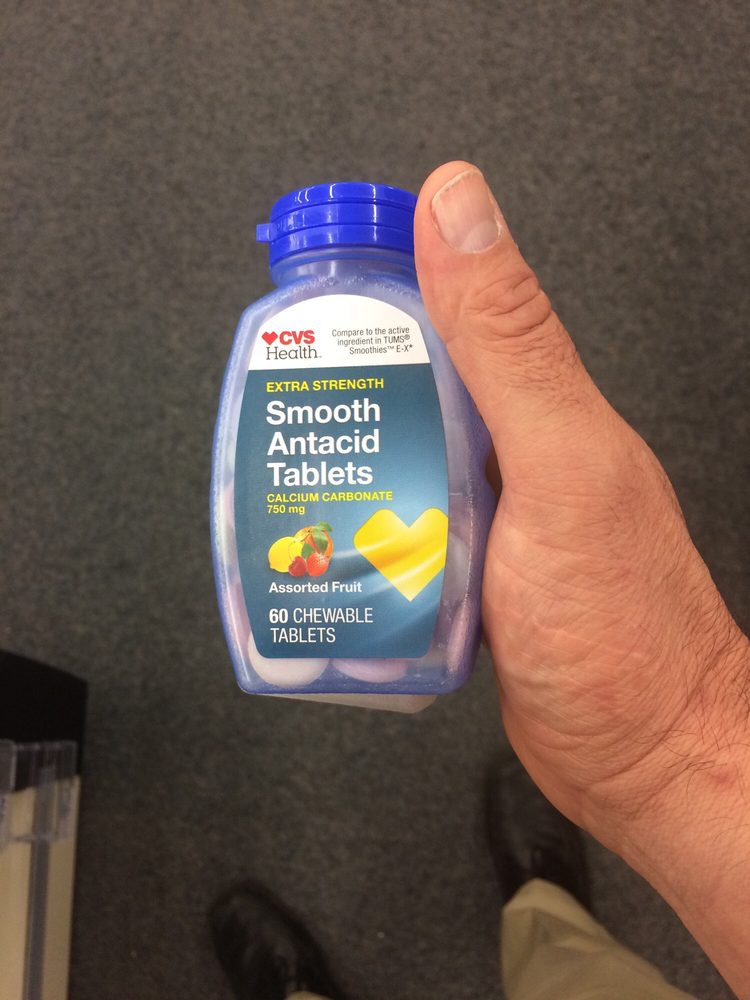 CVS
Health.
Compare to the active
ingredient in TUMS®
Smoothies™ E-X*
EXTRA STRENGTH
Smooth
Antacid
Tablets
CALCIUM CARBONATE
750 mg
Assorted Fruit
60 CHEWABLE
TABLETS